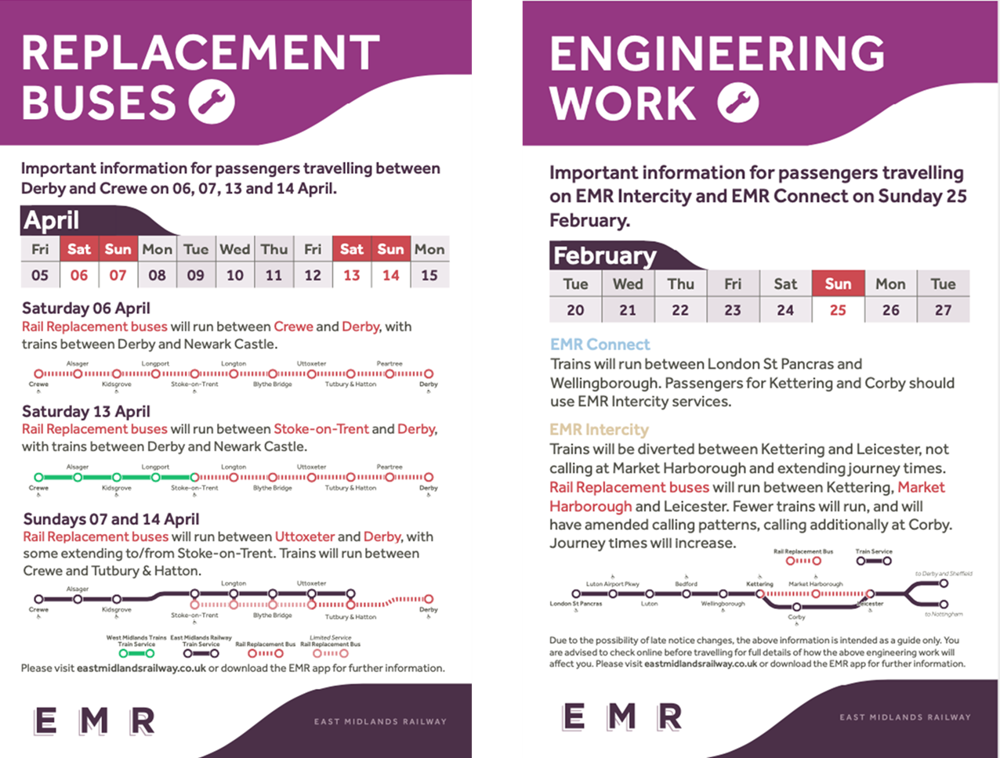 REPLACEMENT
BUSES
Important information for passengers travelling between
Derby and Crewe on 06, 07, 13 and 14 April.
April
Fri Sat Sun Mon Tue Wed Thu Fri Sat Sun Mon
05 06 07 08 09 10 11 12 13 14 15
Saturday 06 April
Rail Replacement buses will run between Crewe and Derby, with
trains between Derby and Newark Castle.
Alsager Longport Longton Uttoxeter Peartree
Crewe Kidsgrove Stoke-on-Trent Blythe Bridge Tutbury & Hatton Derby
Saturday 13 April
Rail Replacement buses will run between Stoke-on-Trent and Derby,
with trains between Derby and Newark Castle.
Alsager Longport Longton Uttoxeter Peartree
Crewe Kidsgrove Stoke-on-Trent Blythe Bridge Tutbury & Hatton Derby
Sundays 07 and 14 April
Rail Replacement buses will run between Uttoxeter and Derby, with
some extending to/from Stoke-on-Trent. Trains will run between
Crewe and Tutbury & Hatton.
Alsager Longton Uttoxeter
Crewe Kidsgrove Stoke-on-Trent Blythe Bridge Tutbury & Hatton Derby
West Midlands Trains East Midlands Railway Limited Service
Train Service Train Service Rail Replacement Bus Rail Replacement Bus
Please visit eastmidlandsrailway.co.uk or download the EMR app for further information.
EMR
EAST MIDLANDS RAILWAY
ENGINEERING
WORK
Important information for passengers travelling
on EMR Intercity and EMR Connect on Sunday 25
February.
February
Tue Wed Thu Fri Sat Sun Mon Tue
20 21 22 23 24 25 26 27
EMR Connect
Trains will run between London St Pancras and
Wellingborough. Passengers for Kettering and Corby should
use EMR Intercity services.
EMR Intercity
Trains will be diverted between Kettering and Leicester, not
calling at Market Harborough and extending journey times.
Rail Replacement buses will run between Kettering, Market
Harborough and Leicester. Fewer trains will run, and will
have amended calling patterns, calling additionally at Corby.
Journey times will increase.
Rail Replacement Bus Train Service
to Derby and Sheffield
Luton Airport Pkwy Bedford Kettering Market Harborough
London St Pancras Luton Wellingborough Leicester
to Nottingham
Corby
Due to the possibility of late notice changes, the above information is intended as a guide only. You
are advised to check online before travelling for full details of how the above engineering work will
affect you. Please visit eastmidlandsrailway.co.uk or download the EMR app for further information.
EMR
EAST MIDLANDS RAILWAY